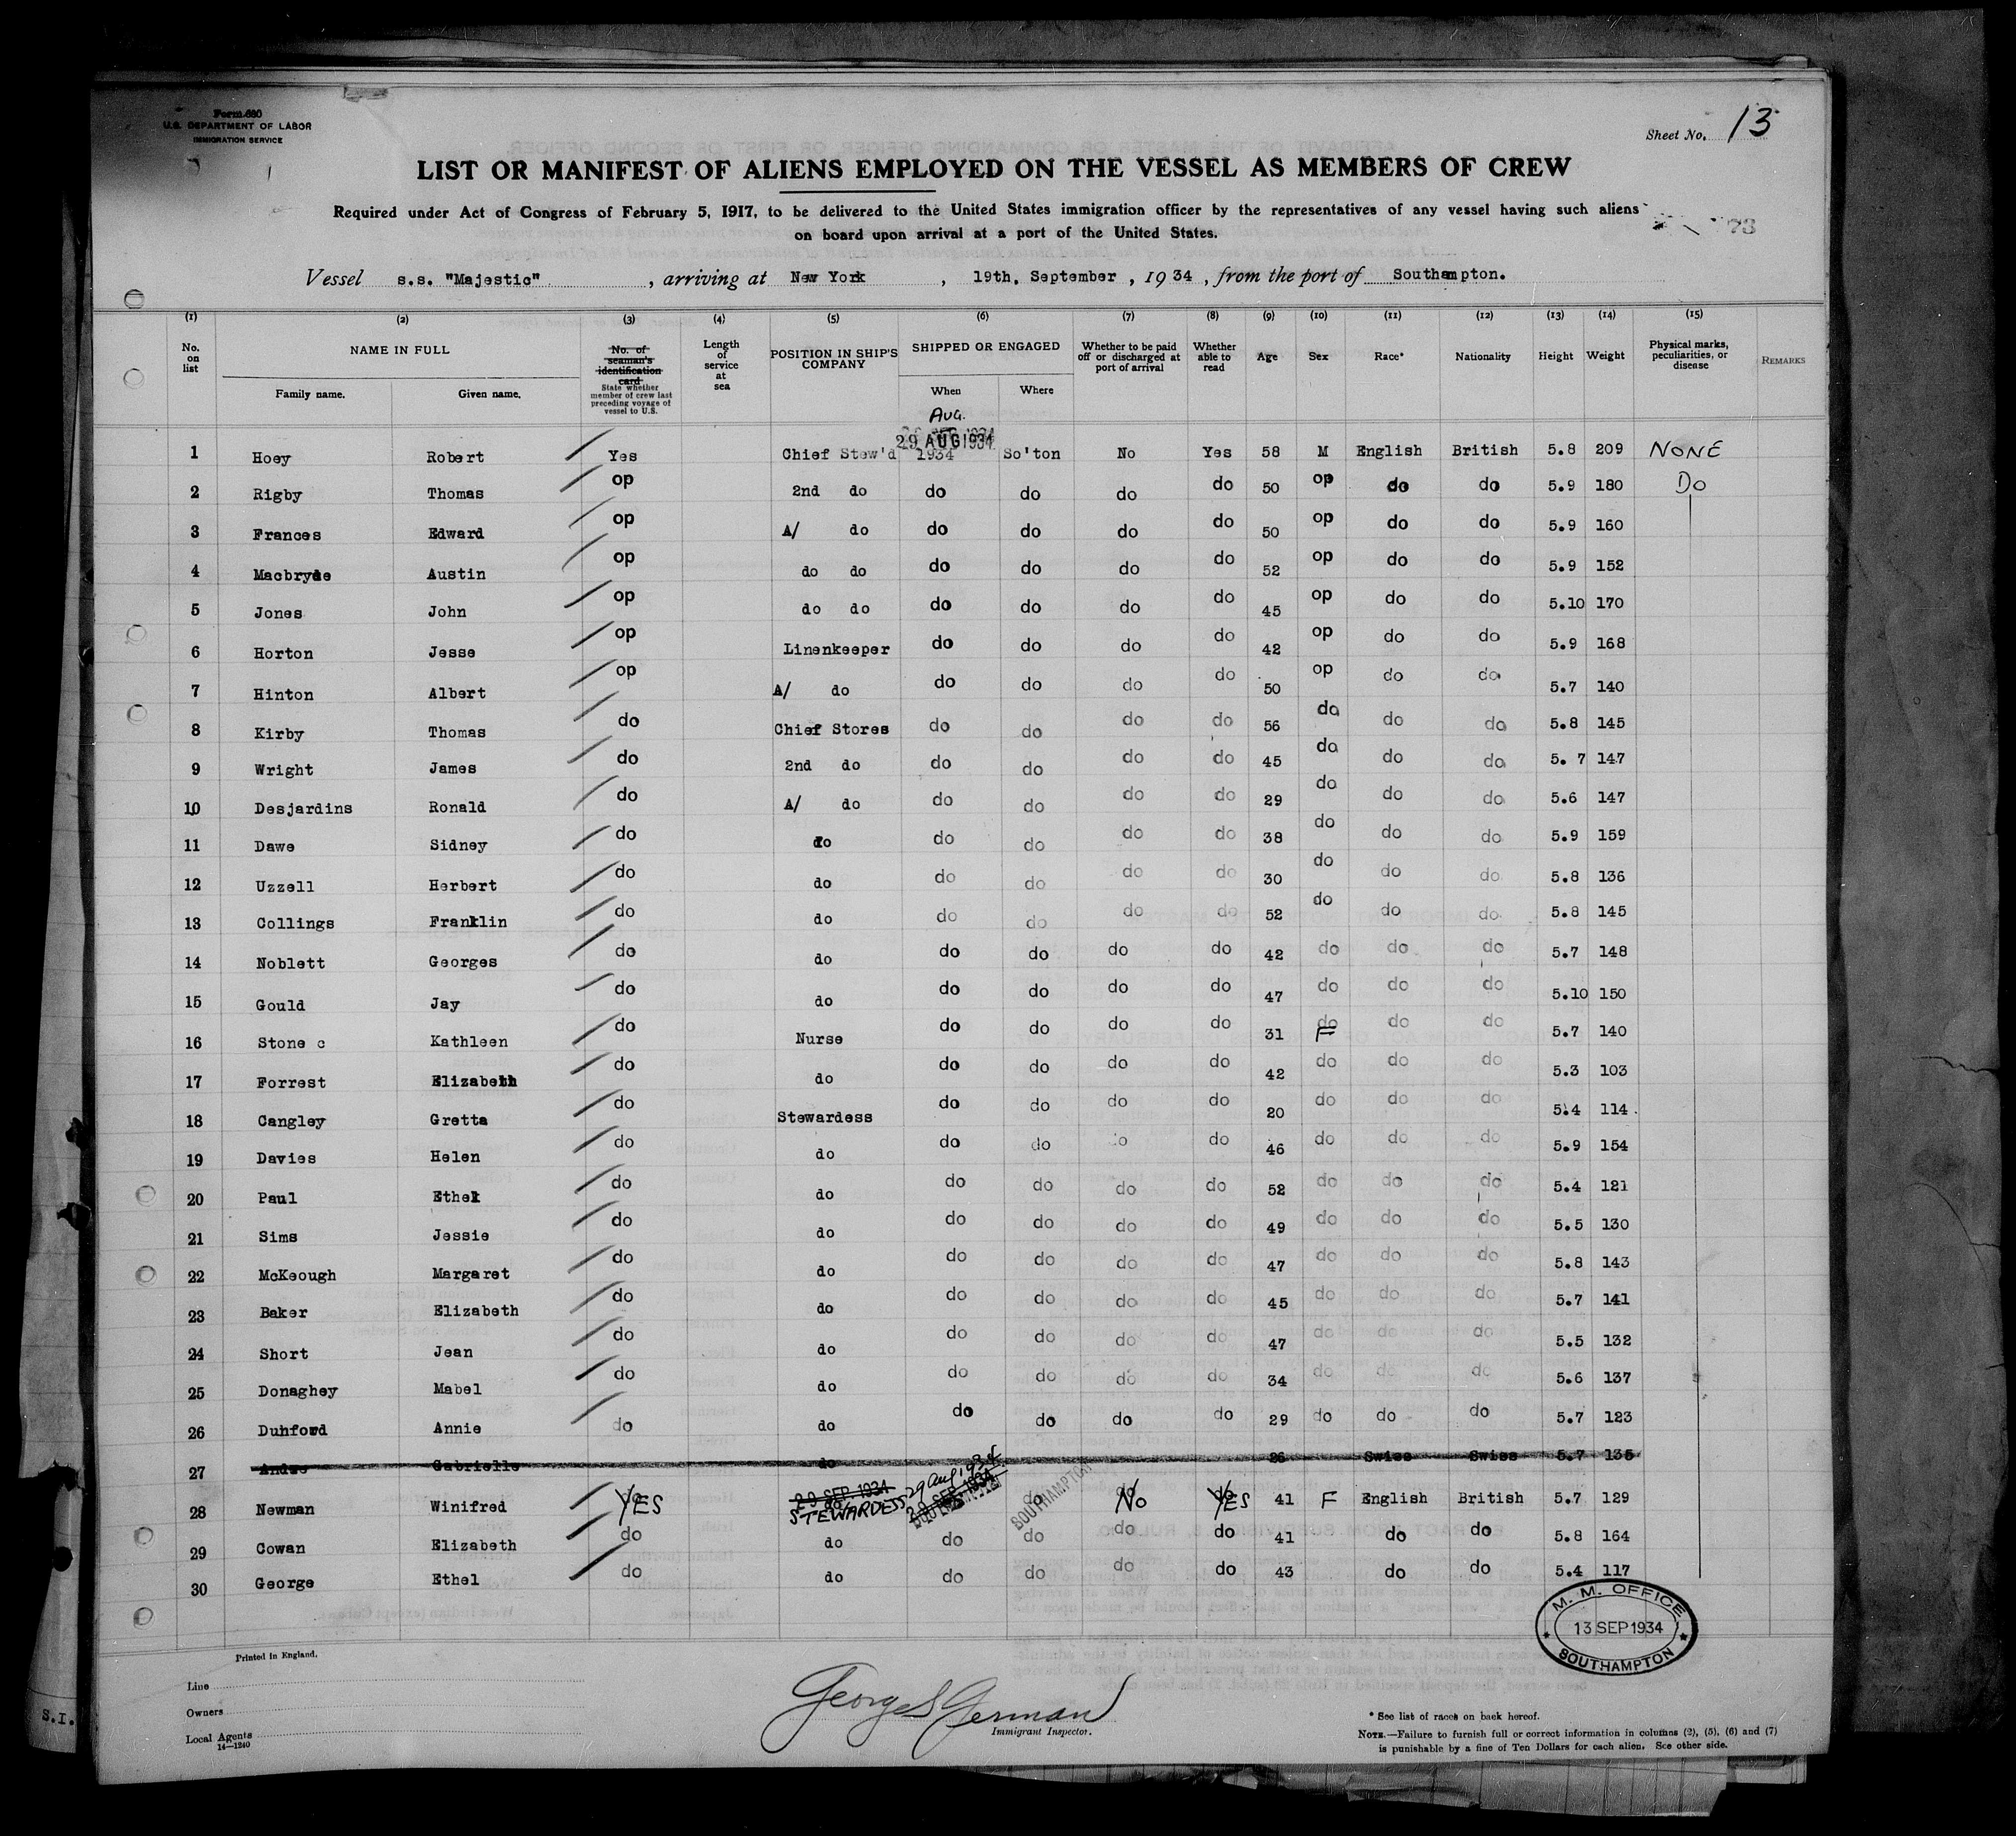 Form 680
U.S. DEPARTMENT OF LABOR
IMMIGRATION SERVICE
Sheet No. 13
LIST OR MANIFEST OF ALIENS EMPLOYED ON THE VESSEL AS MEMBERS OF CREW
Required under Act of Congress of February 5, 1917, to be delivered to the United States immigration officer by the representatives of any vessel having such aliens
on board upon arrival at a port of the United States.
73
Vessel s.s. "Majestic", arriving at New York, 19th, September, 1934, from the port of Southampton.
(1) (2) (3) (4) (5) (6) (7) (8) (9) (10) (11) (12) (13) (14) (15)
No. on list NAME IN FULL Family name. Given name. No. of seaman's identification card State whether member of crew last preceding voyage of vessel to U.S. Length of service at sea POSITION IN SHIP'S COMPANY SHIPPED OR ENGAGED When Where Whether to be paid off or discharged at port of arrival Whether able to read Age Sex Race* Nationality Height Weight Physical marks, peculiarities, or disease REMARKS
AUG.
29 AUG 1934
1 Hoey Robert Yes Chief Stew'd 1934 So'ton No Yes 58 M English British 5.8 209 NONE
2 Rigby Thomas do 2nd do do do do do 50 do do do 5.9 180 DO
3 Frances Edward do A/ do do do do do 50 do do do 5.9 160
4 Macbryde Austin do do do do do do do 52 do do do 5.9 152
5 Jones John do do do do do do do 45 do do do 5.10 170
6 Horton Jesse do Linenkeeper do do do do 42 do do do 5.9 168
7 Hinton Albert do A/ do do do do do 50 do do do 5.7 140
8 Kirby Thomas do Chief Stores do do do do 56 do do do 5.8 145
9 Wright James do 2nd do do do do do 45 do do do 5.7 147
10 Desjardins Ronald do A/ do do do do do 29 do do do 5.6 147
11 Dawe Sidney do do do do do do 38 do do do 5.9 159
12 Uzzell Herbert do do do do do do 30 do do do 5.8 136
13 Collings Franklin do do do do do do 52 do do do 5.8 145
14 Noblett Georges do do do do do do 42 do do do 5.7 148
15 Gould Jay do do do do do do 47 do do do 5.10 150
16 Stone c Kathleen do Nurse do do do do 31 F do do 5.7 140
17 Forrest Elizabeth do do do do do do 42 do do do 5.3 103
18 Cangley Gretta do Stewardess do do do do 20 do do do 5.4 114
19 Davies Helen do do do do do do 46 do do do 5.9 154
20 Paul Ethel do do do do do do 52 do do do 5.4 121
21 Sims Jessie do do do do do do 49 do do do 5.5 130
22 McKeough Margaret do do do do do do 47 do do do 5.8 143
23 Baker Elizabeth do do do do do do 45 do do do 5.7 141
24 Short Jean do do do do do do 47 do do do 5.5 132
25 Donaghey Mabel do do do do do do 34 do do do 5.6 137
26 Duhford Annie do do do do do do 29 do do do 5.7 123
27 Gabrielle do 26 Swiss Swiss 5.7 135
28 Newman Winifred YES 20 SEP 1934 STEWARDESS 29 Aug. 1934 20 SEP 1934 SOUTHAMPTON No YES 41 F English British 5.7 129
29 Cowan Elizabeth do do do do do do 41 do do 5.8 164
30 George Ethel do do do do do do 43 do do 5.4 117
M. M. OFFICE
13 SEP 1934
SOUTHAMPTON
Printed in England.
Line
Owners
Local Agents
14—1240
George S German
Immigrant Inspector.
* See list of races on back hereof.
NOTE.—Failure to furnish full or correct information in columns (2), (5), (6) and (7)
is punishable by a fine of Ten Dollars for each alien. See other side.
S.I.